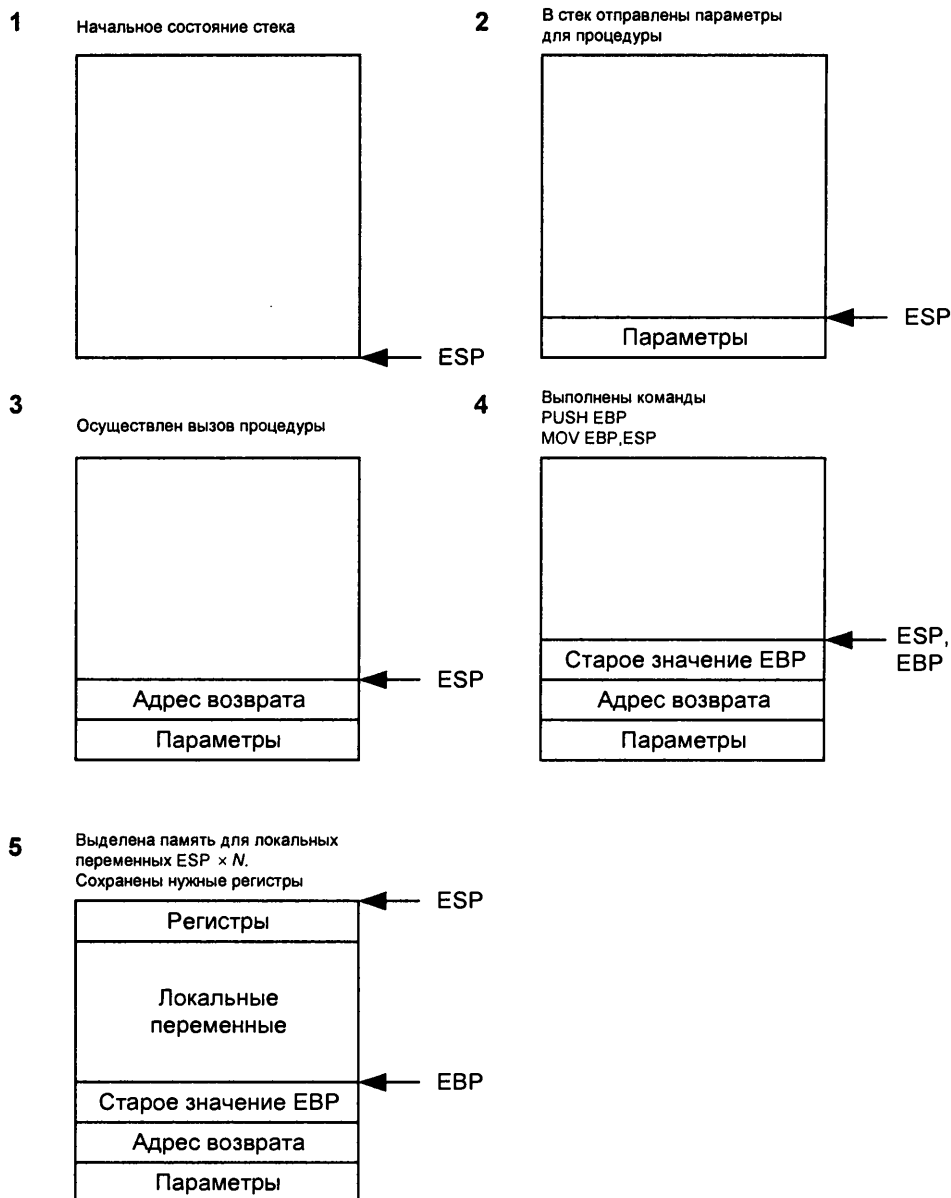 1
Начальное состояние стека
ESP
2
В стек отправлены параметры
для процедуры
ESP
Параметры
3
Осуществлен вызов процедуры
ESP
Адрес возврата
Параметры
4
Выполнены команды
PUSH EBP
MOV EBP,ESP
ESP,
EBP
Старое значение EBP
Адрес возврата
Параметры
5
Выделена память для локальных
переменных ESP × N.
Сохранены нужные регистры
ESP
Регистры
Локальные
переменные
EBP
Старое значение EBP
Адрес возврата
Параметры